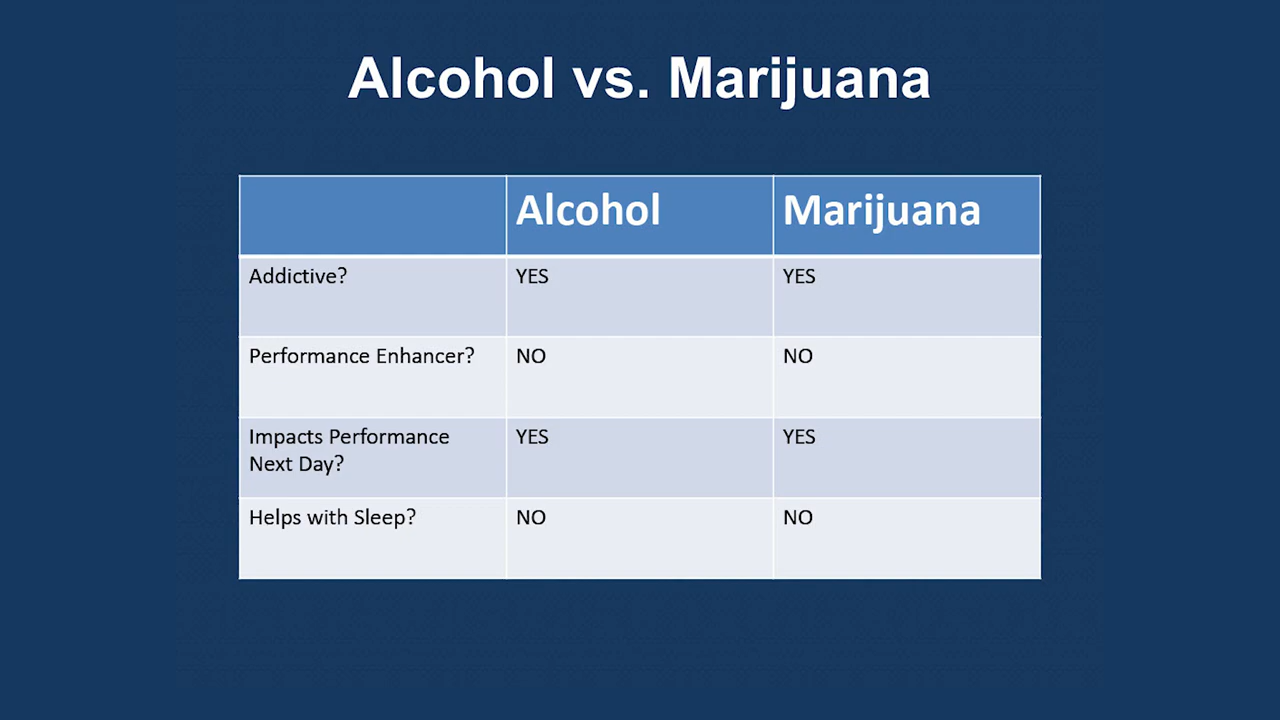 Alcohol vs. Marijuana
Alcohol Marijuana
Addictive? YES YES
Performance Enhancer? NO NO
Impacts Performance YES YES
Next Day?
Helps with Sleep? NO NO